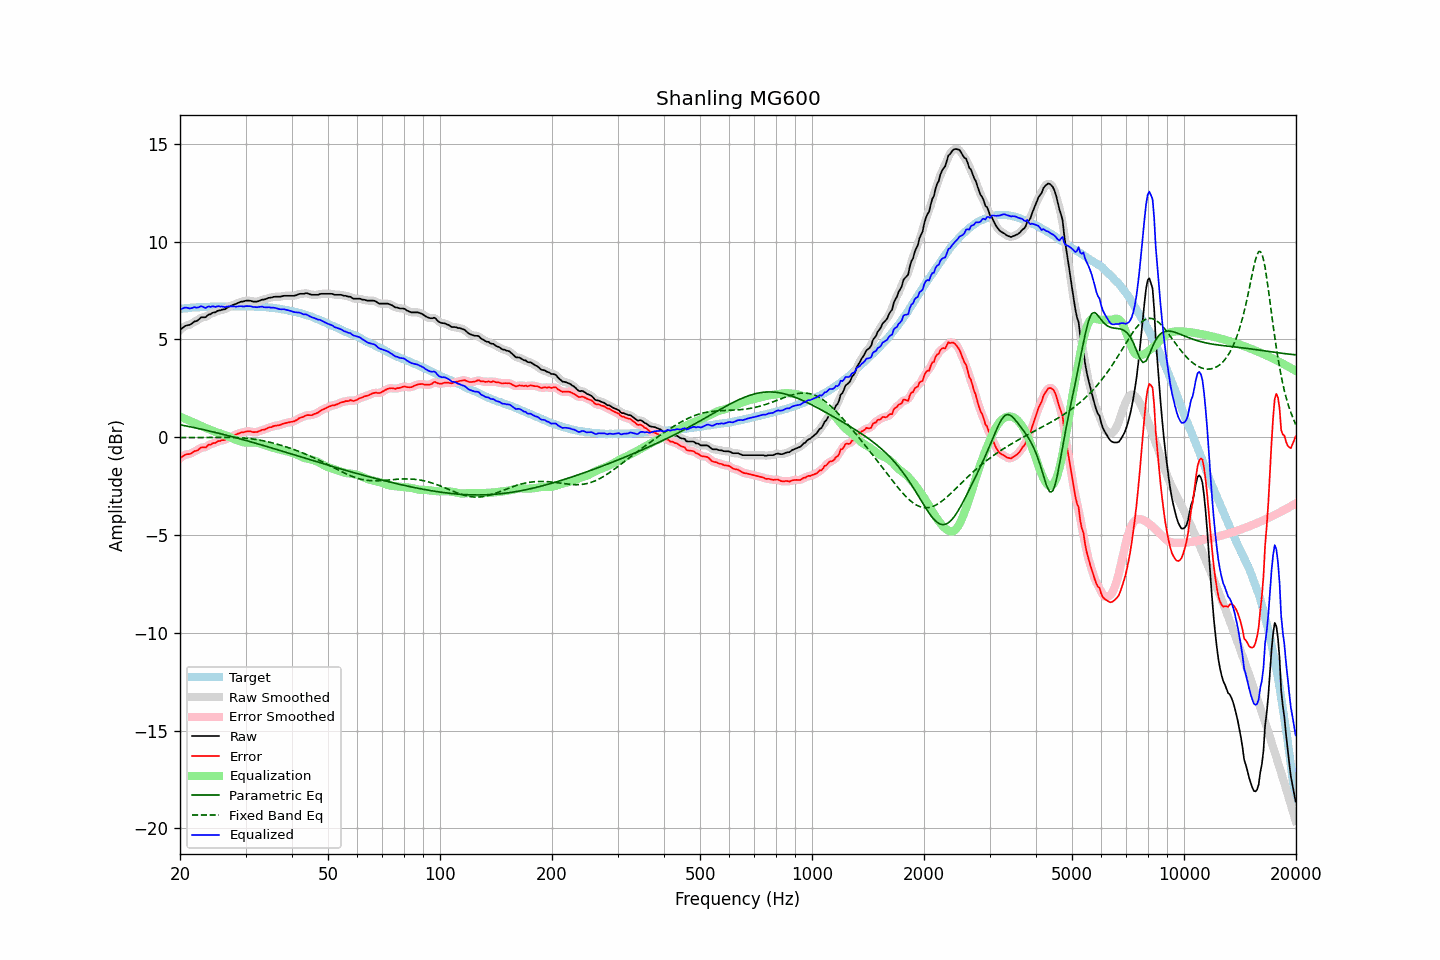 Shanling MG600
Amplitude (dBr)
15
10
5
0
−5
−10
−15
−20
Target
Raw Smoothed
Error Smoothed
Raw
Error
Equalization
Parametric Eq
Fixed Band Eq
Equalized
20 50 100 200 500 1000 2000 5000 10000 20000
Frequency (Hz)